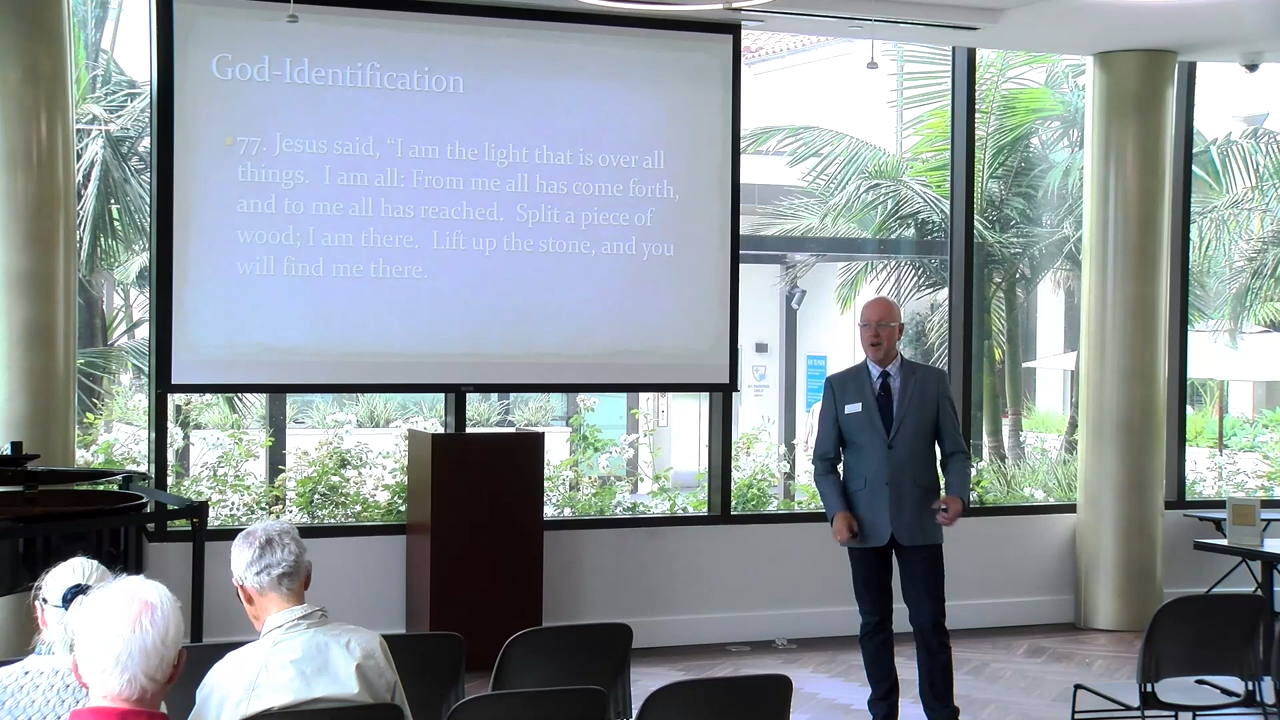 God-Identification
77. Jesus said, “I am the light that is over all
things. I am all: From me all has come forth,
and to me all has reached. Split a piece of
wood; I am there. Lift up the stone, and you
will find me there.